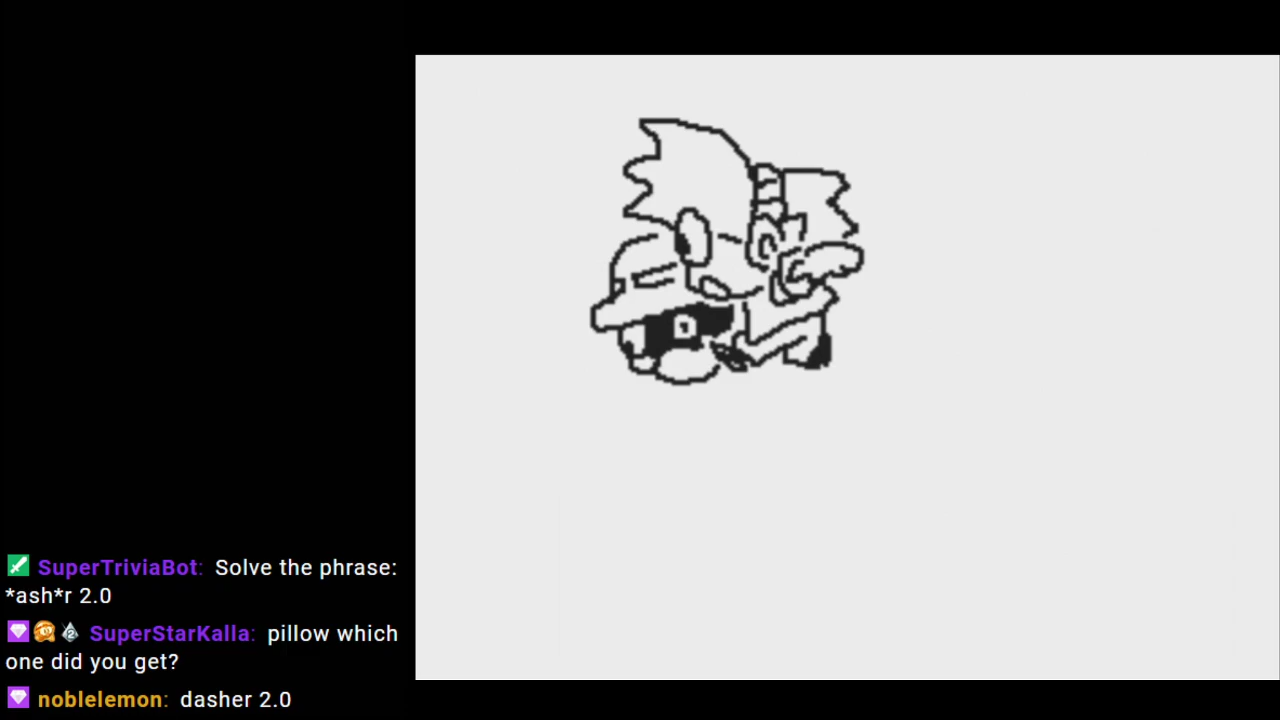 SuperTriviaBot: Solve the phrase:
*ash*r 2.0
SuperStarKalla: pillow which
one did you get?
noblelemon: dasher 2.0